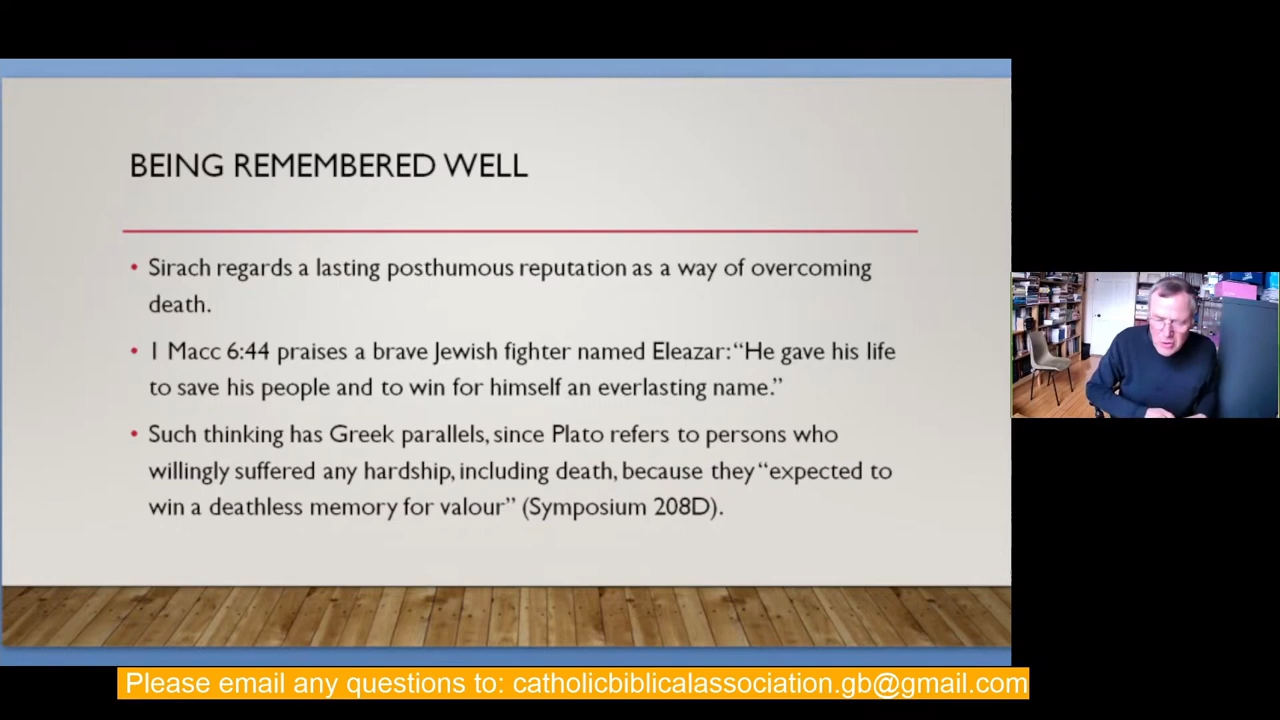 BEING REMEMBERED WELL
• Sirach regards a lasting posthumous reputation as a way of overcoming
death.
• 1 Macc 6:44 praises a brave Jewish fighter named Eleazar: “He gave his life
to save his people and to win for himself an everlasting name.”
• Such thinking has Greek parallels, since Plato refers to persons who
willingly suffered any hardship, including death, because they “expected to
win a deathless memory for valour” (Symposium 208D).
Please email any questions to: catholicbiblicalassociation.gb@gmail.com